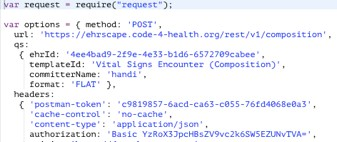 var request = require("request");
var options = { method: 'POST',
url: 'https://ehrscape.code-4-health.org/rest/v1/composition',
qs:
{ ehrId: '4ee4bad9-2f9e-4e33-b1d6-6572709cabee',
templateId: 'Vital Signs Encounter (Composition)',
committerName: 'handi',
format: 'FLAT' },
headers:
{ 'postman-token': 'c9819857-6acd-ca63-c055-76fd4068e0a3',
'cache-control': 'no-cache',
'content-type': 'application/json',
authorization: 'Basic YzRoX3JpcHBsZV9vc2k6SW5EZUNvTVA=',